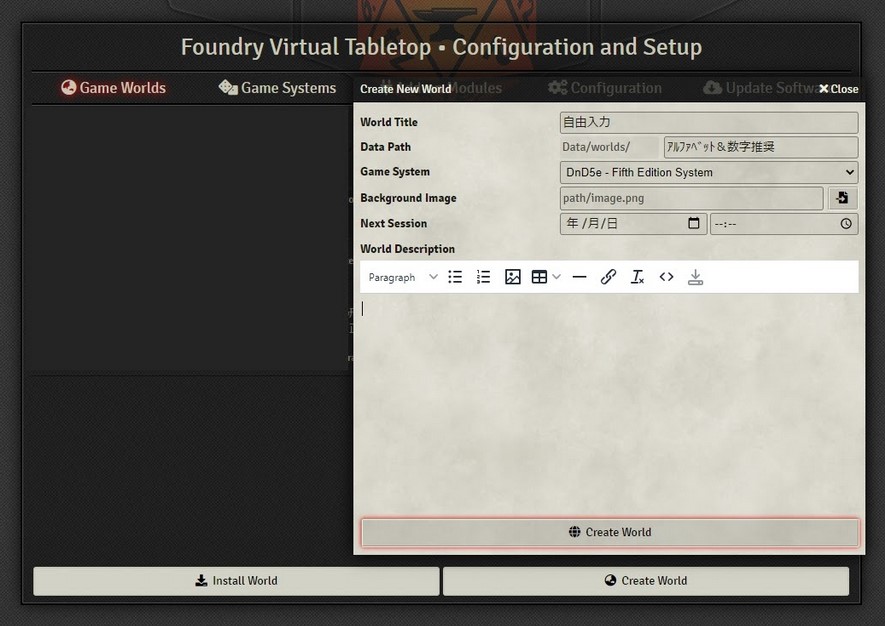 Foundry Virtual Tabletop • Configuration and Setup
Game Worlds
Game Systems
Modules
Configuration
Update Softwa
Create New World
Close
World Title
自由入力
Data Path
Data/worlds/
ｱﾙﾌｧﾍﾞｯﾄ＆数字推奨
Game System
DnD5e - Fifth Edition System
Background Image
path/image.png
Next Session
年 /月/日
--:--
World Description
Paragraph
Create World
Install World
Create World